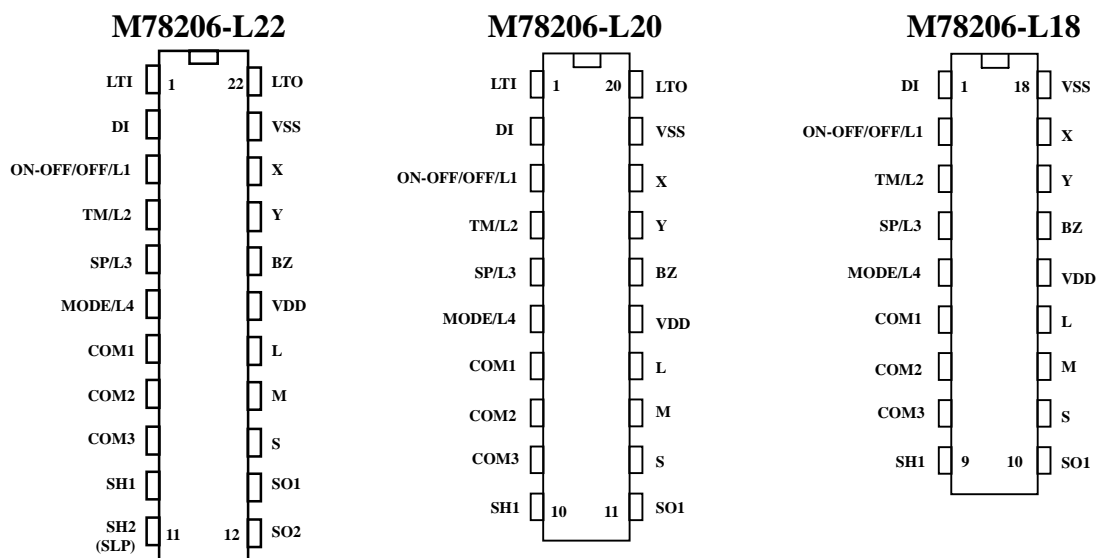 M78206-L22
LTI 1 22 LTO
DI VSS
ON-OFF/OFF/L1 X
TM/L2 Y
SP/L3 BZ
MODE/L4 VDD
COM1 L
COM2 M
COM3 S
SH1 SO1
SH2 11 12 SO2
(SLP)
M78206-L20
LTI 1 20 LTO
DI VSS
ON-OFF/OFF/L1 X
TM/L2 Y
SP/L3 BZ
MODE/L4 VDD
COM1 L
COM2 M
COM3 S
SH1 10 11 SO1
M78206-L18
DI 1 18 VSS
ON-OFF/OFF/L1 X
TM/L2 Y
SP/L3 BZ
MODE/L4 VDD
COM1 L
COM2 M
COM3 S
SH1 9 10 SO1